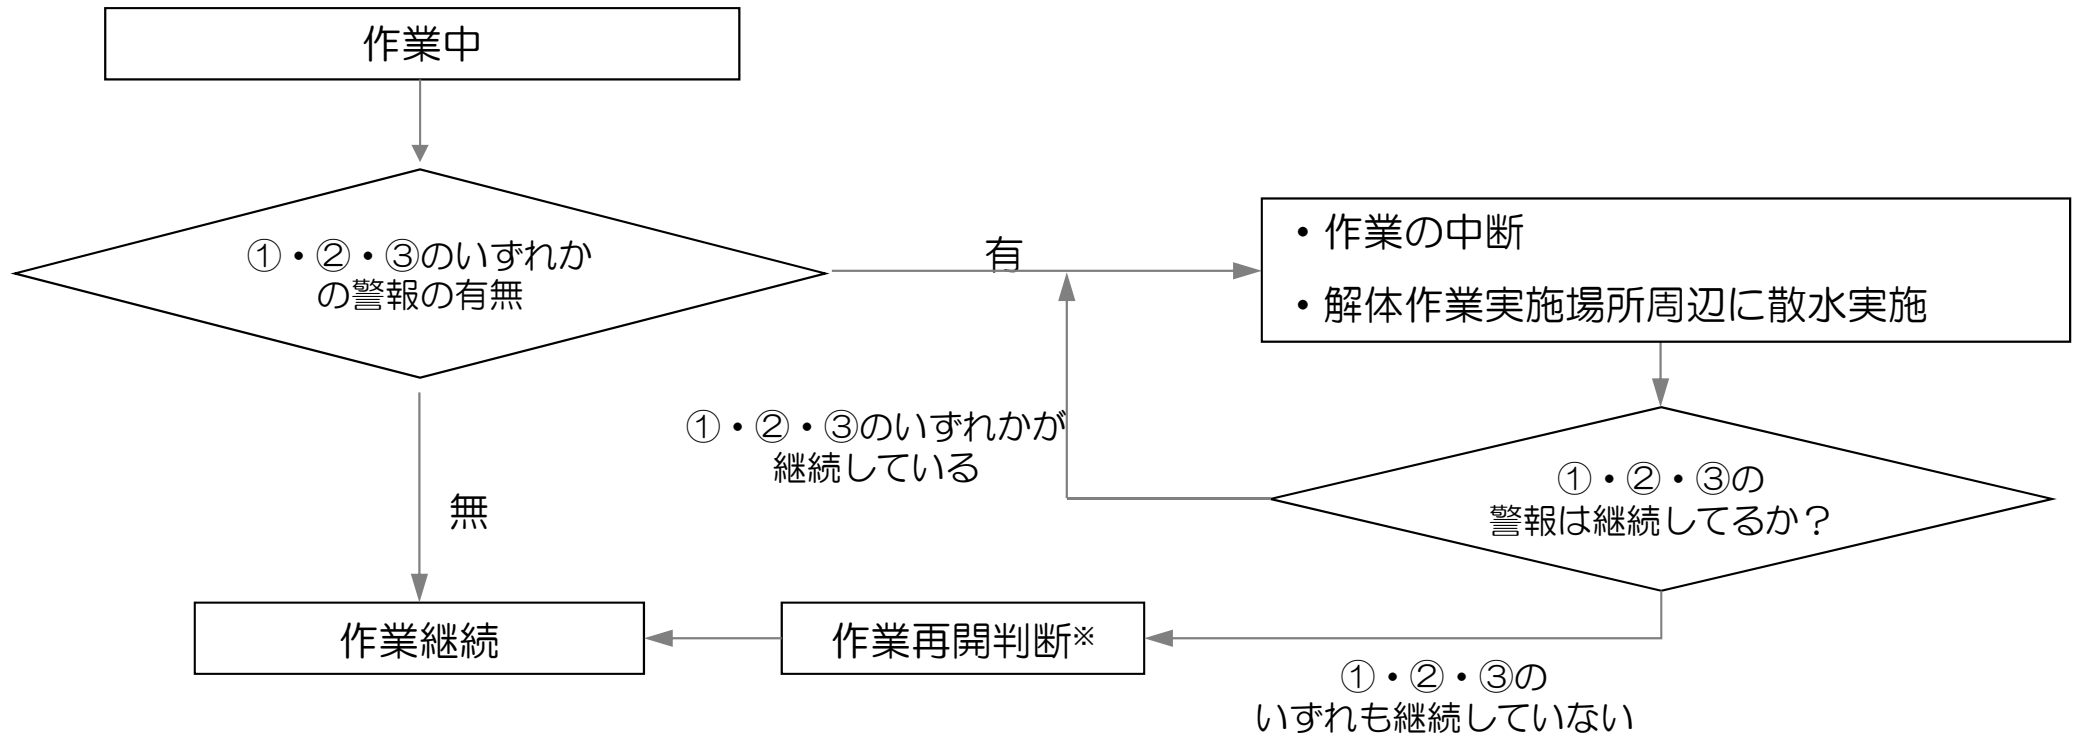 作業中
①・②・③のいずれか
の警報の有無
有
・作業の中断
・解体作業実施場所周辺に散水実施
①・②・③のいずれかが
継続している
①・②・③の
警報は継続してるか？
無
作業継続
作業再開判断※
①・②・③の
いずれも継続していない